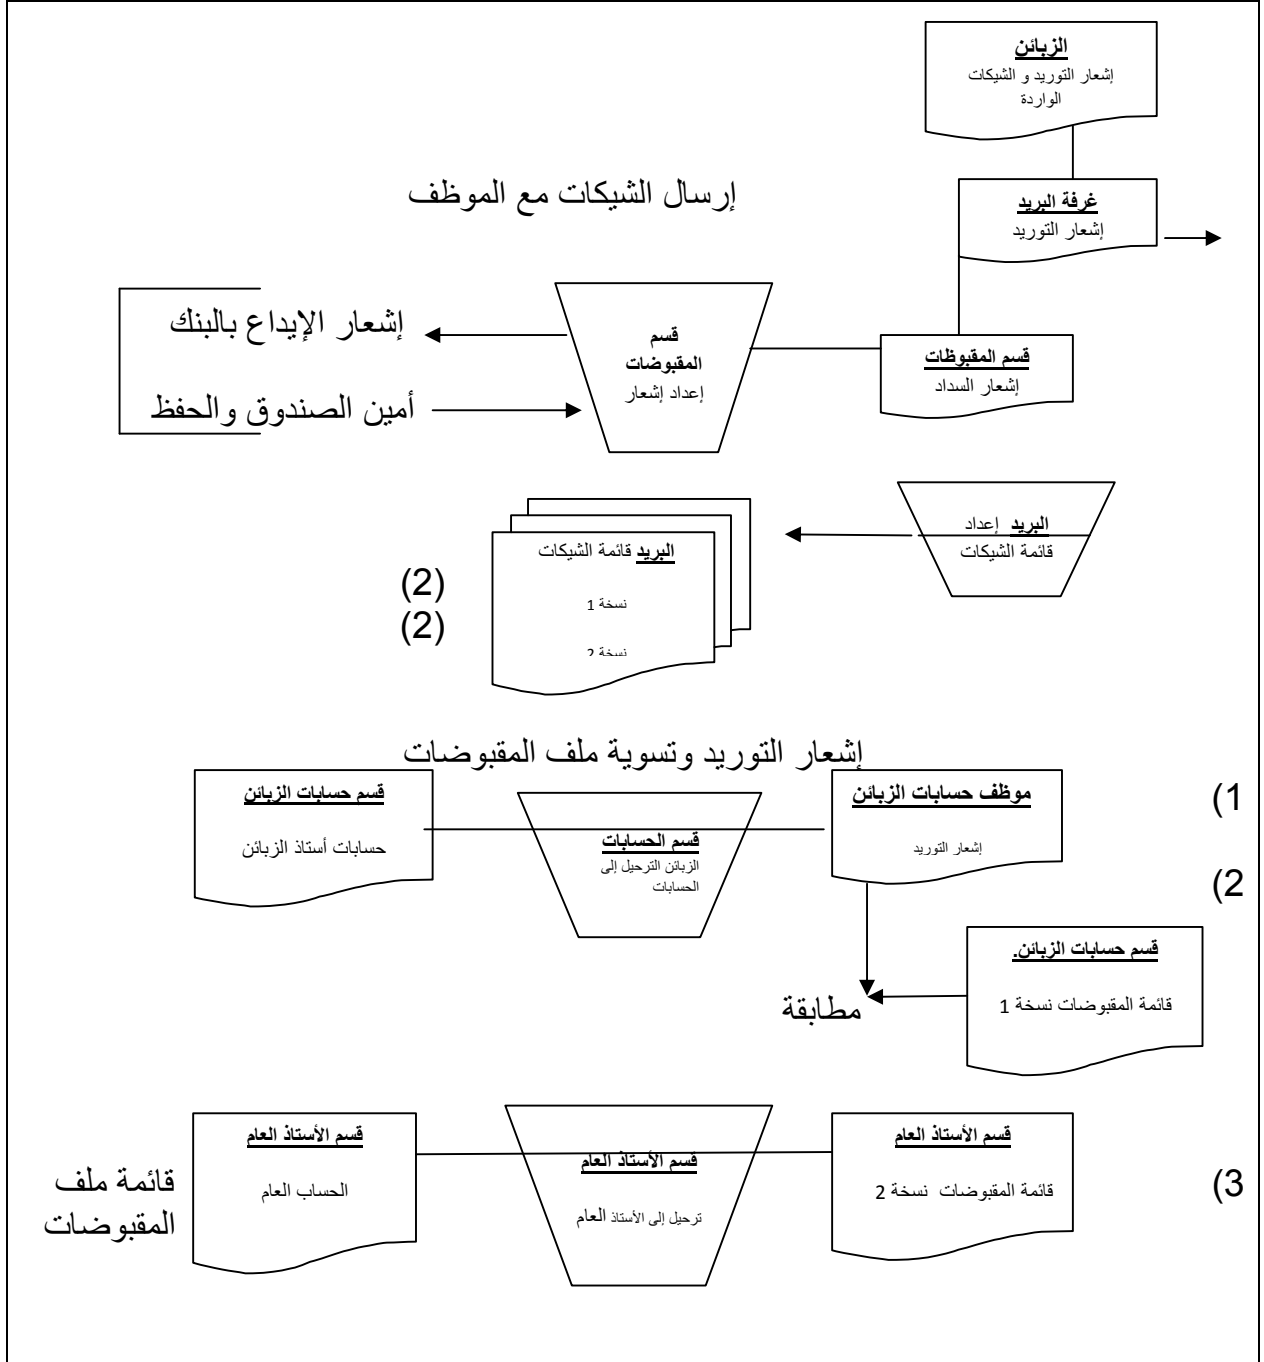 الزبائن
إشعار التوريد و الشيكات
الواردة
إرسال الشيكات مع الموظف
غرفة البريد
إشعار التوريد
إشعار الإيداع بالبنك
قسم
المقبوضات
إعداد إشعار
قسم المقبوظات
إشعار السداد
أمين الصندوق والحفظ
البريد إعداد
قائمة الشيكات
البريد قائمة الشيكات
نسخة 1
نسخة 2
(2)
(2)
إشعار التوريد وتسوية ملف المقبوضات
موظف حسابات الزبائن
إشعار التوريد
(1
(2
قسم الحسابات
الزبائن الترحيل إلى
الحسابات
قسم حسابات الزبائن
حسابات أستاذ الزبائن
قسم حسابات الزبائن.
قائمة المقبوضات نسخة 1
مطابقة
قسم الأستاذ العام
قائمة المقبوضات نسخة 2
(3
قسم الأستاذ العام
ترحيل إلى الأستاذ العام
قسم الأستاذ العام
الحساب العام
قائمة ملف
المقبوضات